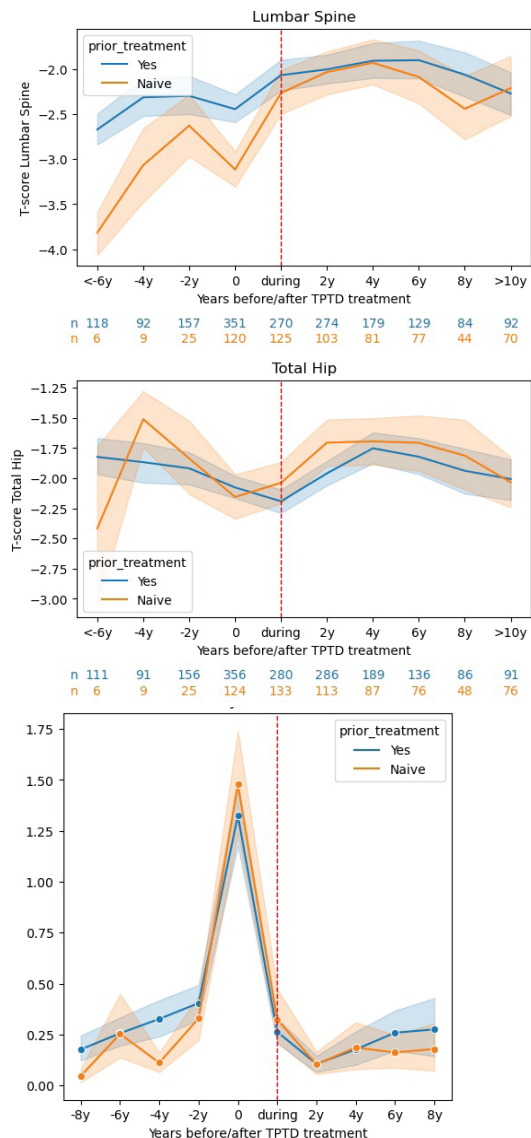 Lumbar Spine
prior_treatment
Yes
Naive
T-score Lumbar Spine
−2.0
−2.5
−3.0
−3.5
−4.0
<-6y -4y -2y 0 during 2y 4y 6y 8y >10y
Years before/after TPTD treatment
n 118 92 157 351 270 274 179 129 84 92
n 6 9 25 120 125 103 81 77 44 70
Total Hip
T-score Total Hip
−1.25
−1.50
−1.75
−2.00
−2.25
−2.50
−2.75
−3.00
prior_treatment
Yes
Naive
<-6y -4y -2y 0 during 2y 4y 6y 8y >10y
Years before/after TPTD treatment
n 111 91 156 356 280 286 189 136 86 91
n 6 9 25 124 133 113 87 76 48 76
prior_treatment
Yes
Naive
1.75
1.50
1.25
1.00
0.75
0.50
0.25
0.00
-8y -6y -4y -2y 0 during 2y 4y 6y 8y
Years before/after TPTD treatment